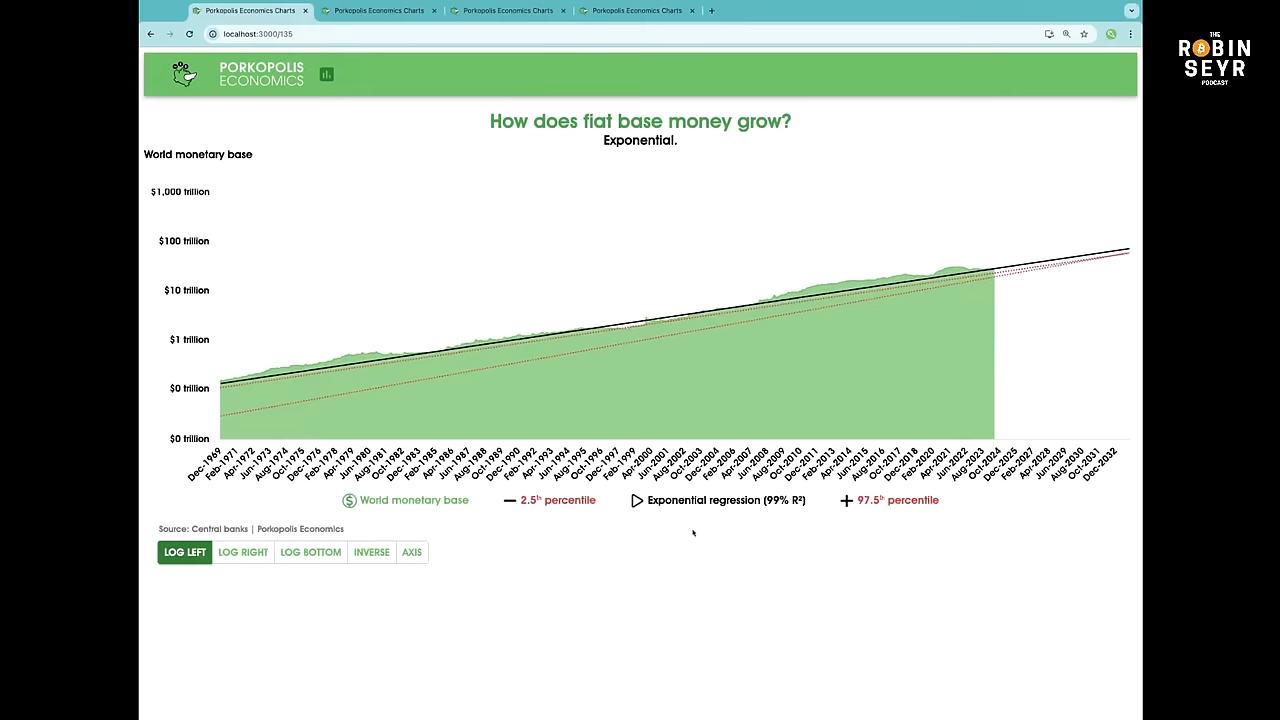 Porkopolis Economics Charts
Porkopolis Economics Charts
Porkopolis Economics Charts
Porkopolis Economics Charts
localhost:3000/135
THE
ROBIN
SEYR
PODCAST
PORKOPOLIS
ECONOMICS
How does fiat base money grow?
Exponential.
World monetary base
$1,000 trillion
$100 trillion
$10 trillion
$1 trillion
$0 trillion
$0 trillion
Dec-1969 Feb-1971 Apr-1972 Jun-1973 Aug-1974 Oct-1975 Dec-1976 Feb-1978 Apr-1979 Jun-1980 Aug-1981 Oct-1982 Dec-1983 Feb-1985 Apr-1986 Jun-1987 Aug-1988 Oct-1989 Dec-1990 Feb-1992 Apr-1993 Jun-1994 Aug-1995 Oct-1996 Dec-1997 Feb-1999 Apr-2000 Jun-2001 Aug-2002 Oct-2003 Dec-2004 Feb-2006 Apr-2007 Jun-2008 Aug-2009 Oct-2010 Dec-2011 Feb-2013 Apr-2014 Jun-2015 Aug-2016 Oct-2017 Dec-2018 Feb-2020 Apr-2021 Jun-2022 Aug-2023 Oct-2024 Dec-2025 Feb-2027 Apr-2028 Jun-2029 Aug-2030 Oct-2031 Dec-2032
World monetary base 2.5ᵗʰ percentile Exponential regression (99% R²) 97.5ᵗʰ percentile
Source: Central banks | Porkopolis Economics
LOG LEFT LOG RIGHT LOG BOTTOM INVERSE AXIS